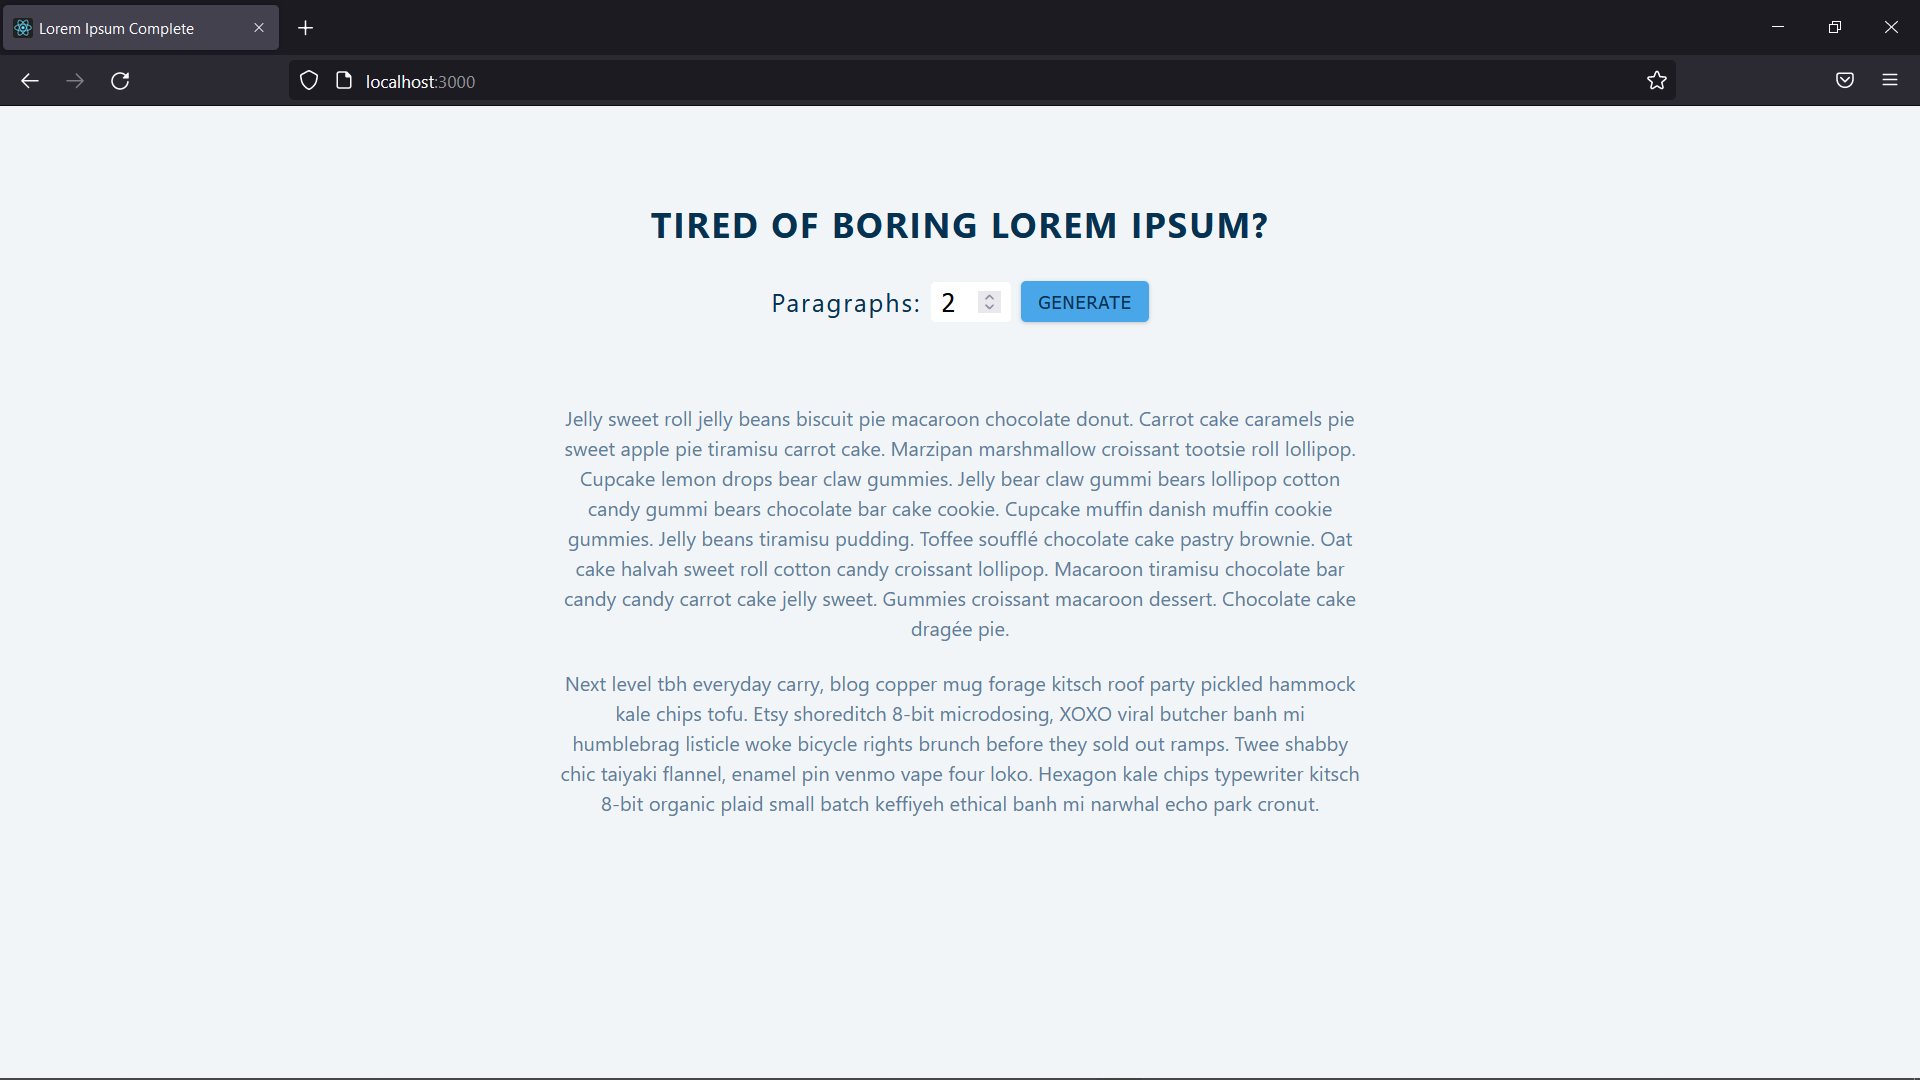 Lorem Ipsum Complete
localhost:3000
TIRED OF BORING LOREM IPSUM?
Paragraphs: 2 GENERATE
Jelly sweet roll jelly beans biscuit pie macaroon chocolate donut. Carrot cake caramels pie
sweet apple pie tiramisu carrot cake. Marzipan marshmallow croissant tootsie roll lollipop.
Cupcake lemon drops bear claw gummies. Jelly bear claw gummi bears lollipop cotton
candy gummi bears chocolate bar cake cookie. Cupcake muffin danish muffin cookie
gummies. Jelly beans tiramisu pudding. Toffee soufflé chocolate cake pastry brownie. Oat
cake halvah sweet roll cotton candy croissant lollipop. Macaroon tiramisu chocolate bar
candy candy carrot cake jelly sweet. Gummies croissant macaroon dessert. Chocolate cake
dragée pie.
Next level tbh everyday carry, blog copper mug forage kitsch roof party pickled hammock
kale chips tofu. Etsy shoreditch 8-bit microdosing, XOXO viral butcher banh mi
humblebrag listicle woke bicycle rights brunch before they sold out ramps. Twee shabby
chic taiyaki flannel, enamel pin venmo vape four loko. Hexagon kale chips typewriter kitsch
8-bit organic plaid small batch keffiyeh ethical banh mi narwhal echo park cronut.